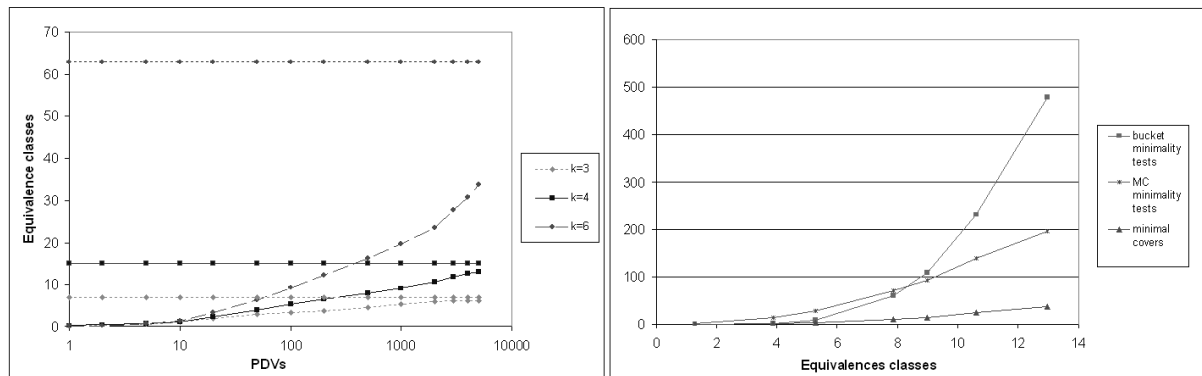 70
60
50
40
30
20
10
0
Equivalence classes
1 10 100 1000 10000
PDVs
k=3
k=4
k=6
600
500
400
300
200
100
0
0 2 4 6 8 10 12 14
Equivalences classes
bucket
minimality
tests
MC
minimality
tests
minimal
covers